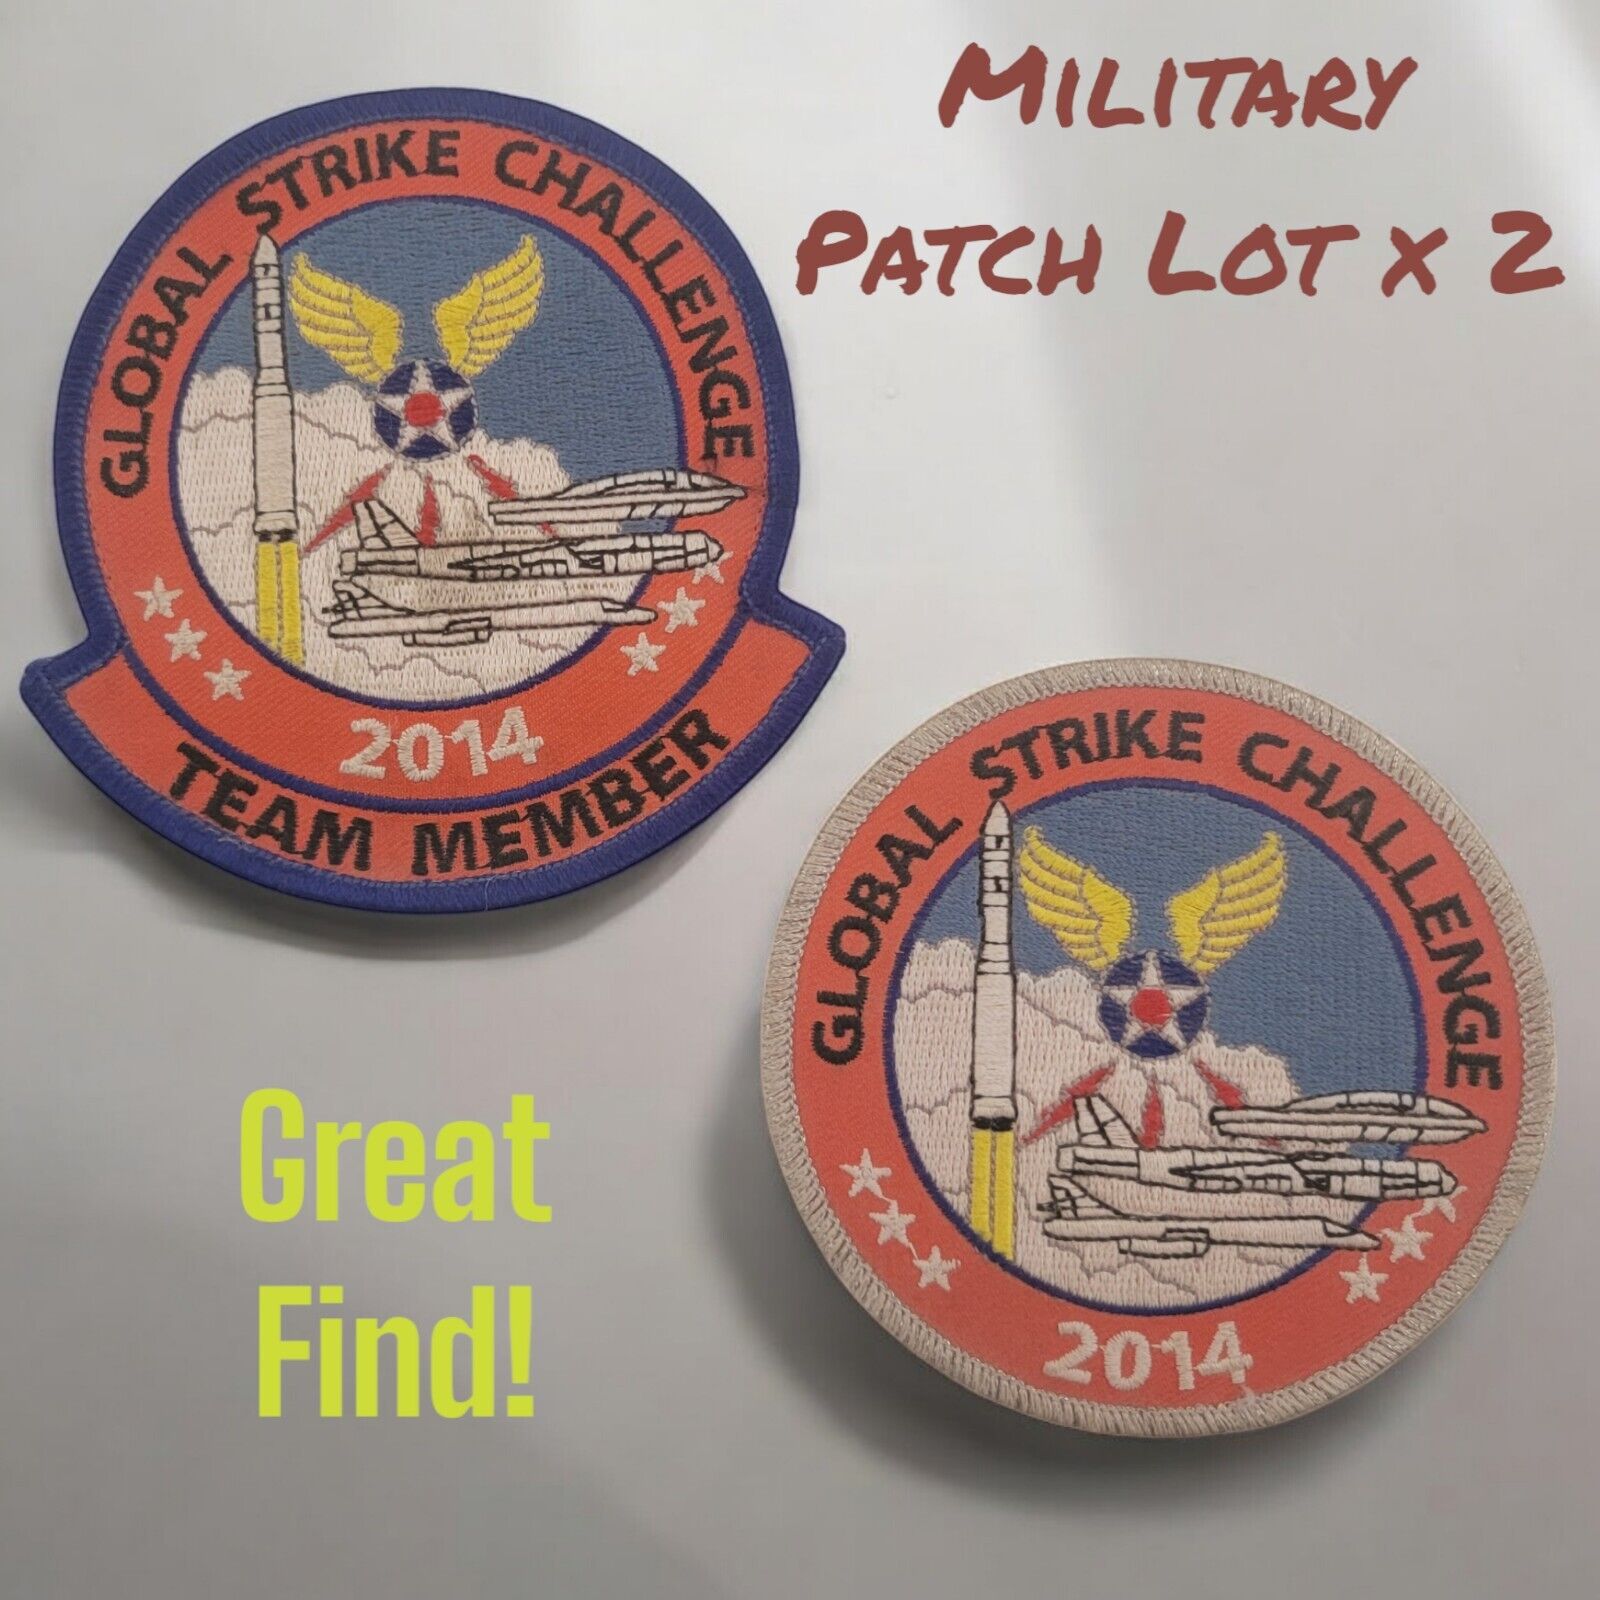 MILITARY
PATCH LOT x 2
GLOBAL STRIKE CHALLENGE
2014
TEAM MEMBER
GLOBAL STRIKE CHALLENGE
2014
Great
Find!